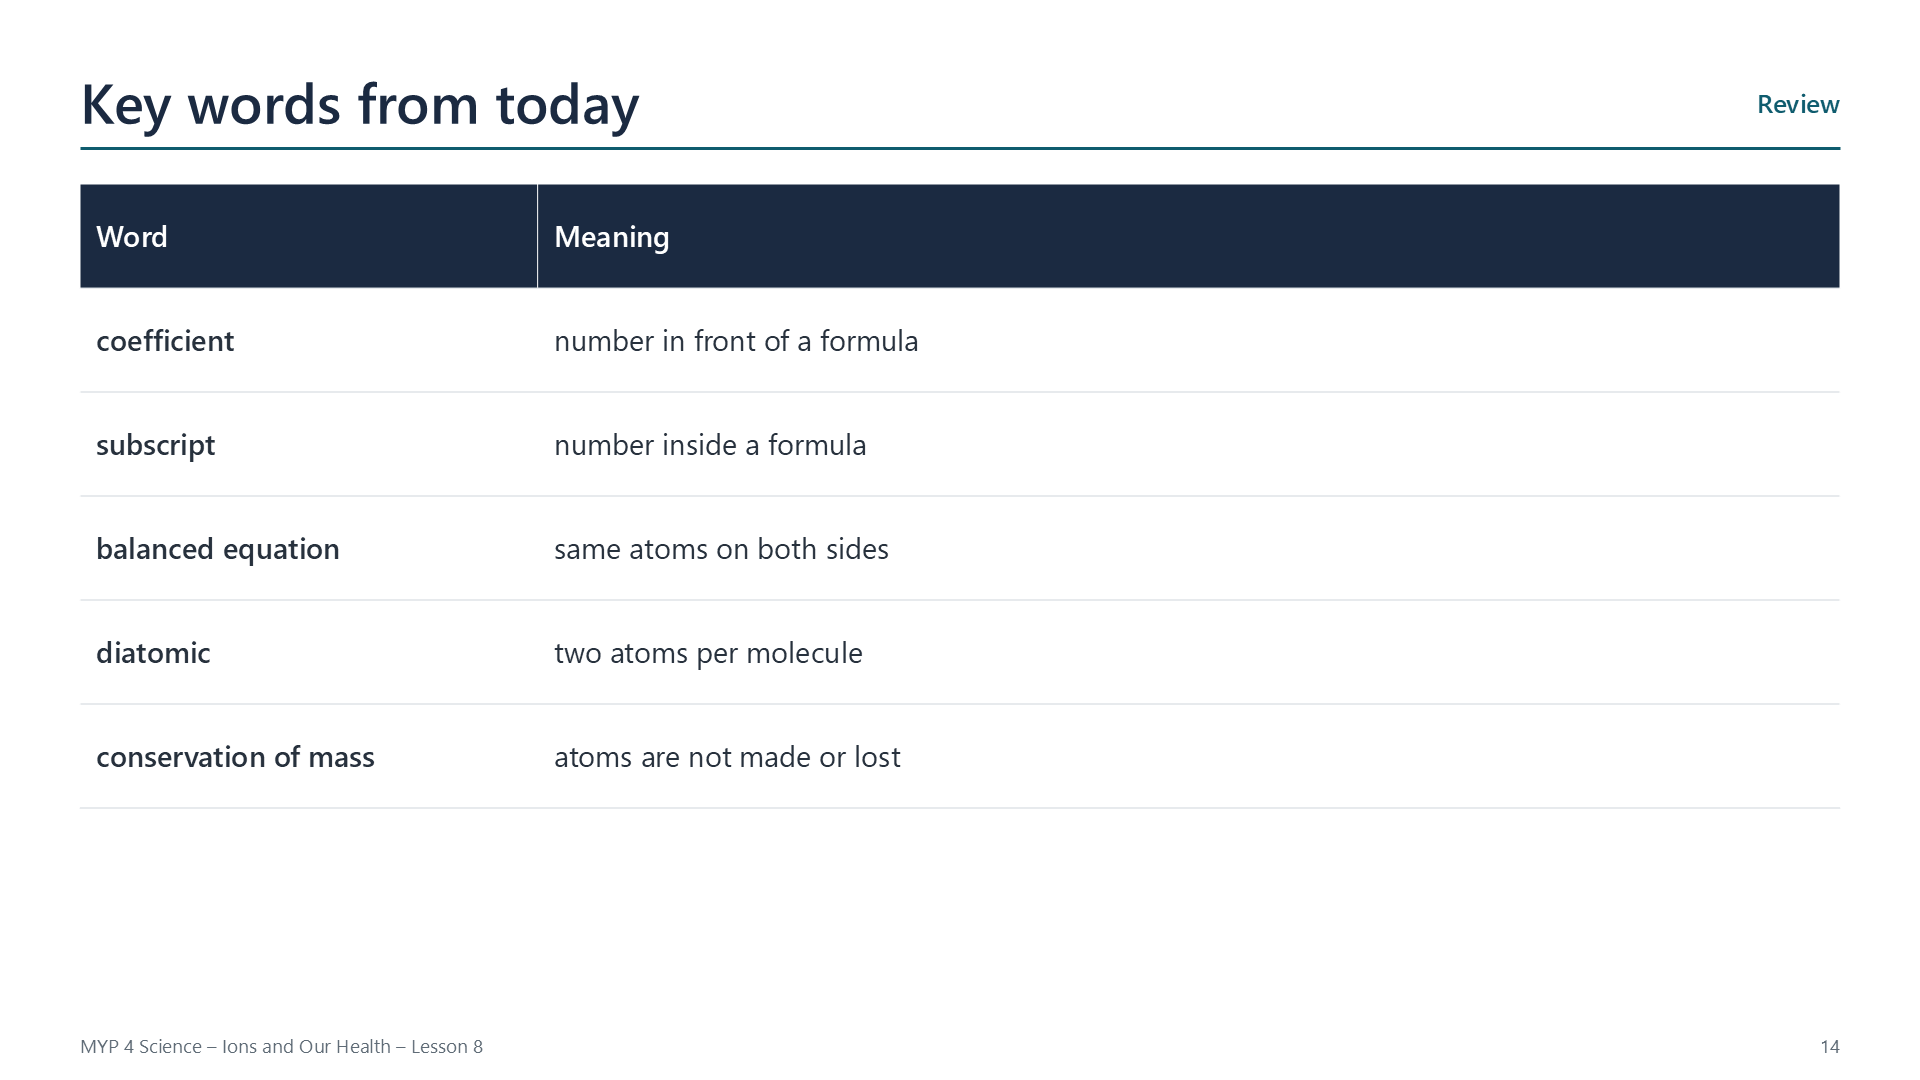 Key words from today
Review
Word Meaning
coefficient number in front of a formula
subscript number inside a formula
balanced equation same atoms on both sides
diatomic two atoms per molecule
conservation of mass atoms are not made or lost
MYP 4 Science – Ions and Our Health – Lesson 8
14